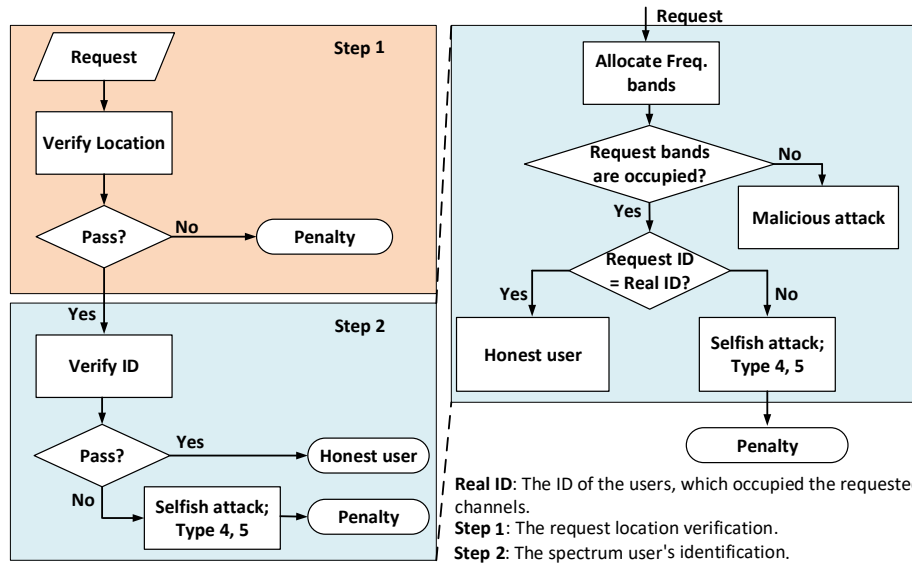 Step 1
Request
Verify Location
Pass?
No
Penalty
Yes
Step 2
Verify ID
Pass?
Yes
Honest user
No
Selfish attack;
Type 4, 5
Penalty
Request
Allocate Freq.
bands
Request bands
are occupied?
No
Malicious attack
Yes
Request ID
= Real ID?
Yes
No
Honest user
Selfish attack;
Type 4, 5
Penalty
Real ID: The ID of the users, which occupied the requested
channels.
Step 1: The request location verification.
Step 2: The spectrum user's identification.